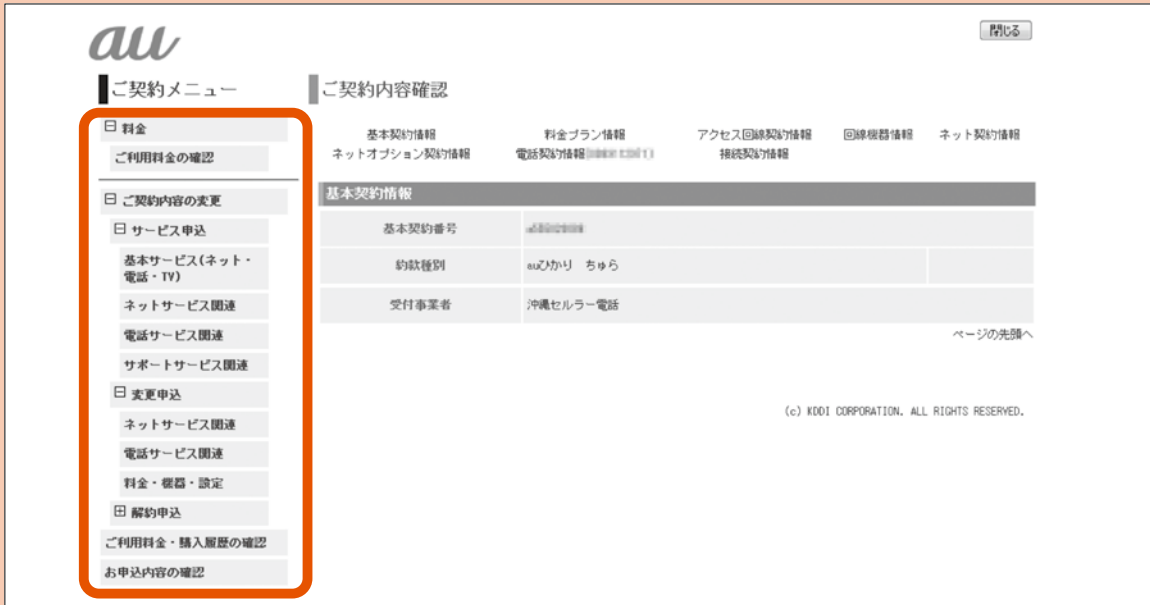 au
閉じる
ご契約メニュー
ご契約内容確認
料金
ご利用料金の確認
ご契約内容の変更
サービス申込
基本サービス(ネット・
電話・TV)
ネットサービス関連
電話サービス関連
サポートサービス関連
変更申込
ネットサービス関連
電話サービス関連
料金・機器・設定
解約申込
ご利用料金・購入履歴の確認
お申込内容の確認
基本契約情報 料金プラン情報 アクセス回線契約情報 回線機器情報 ネット契約情報
ネットオプション契約情報 電話契約情報 接続契約情報
基本契約情報
基本契約番号
約款種別 auひかり ちゅら
受付事業者 沖縄セルラー電話
ページの先頭へ
(c) KDDI CORPORATION. ALL RIGHTS RESERVED.